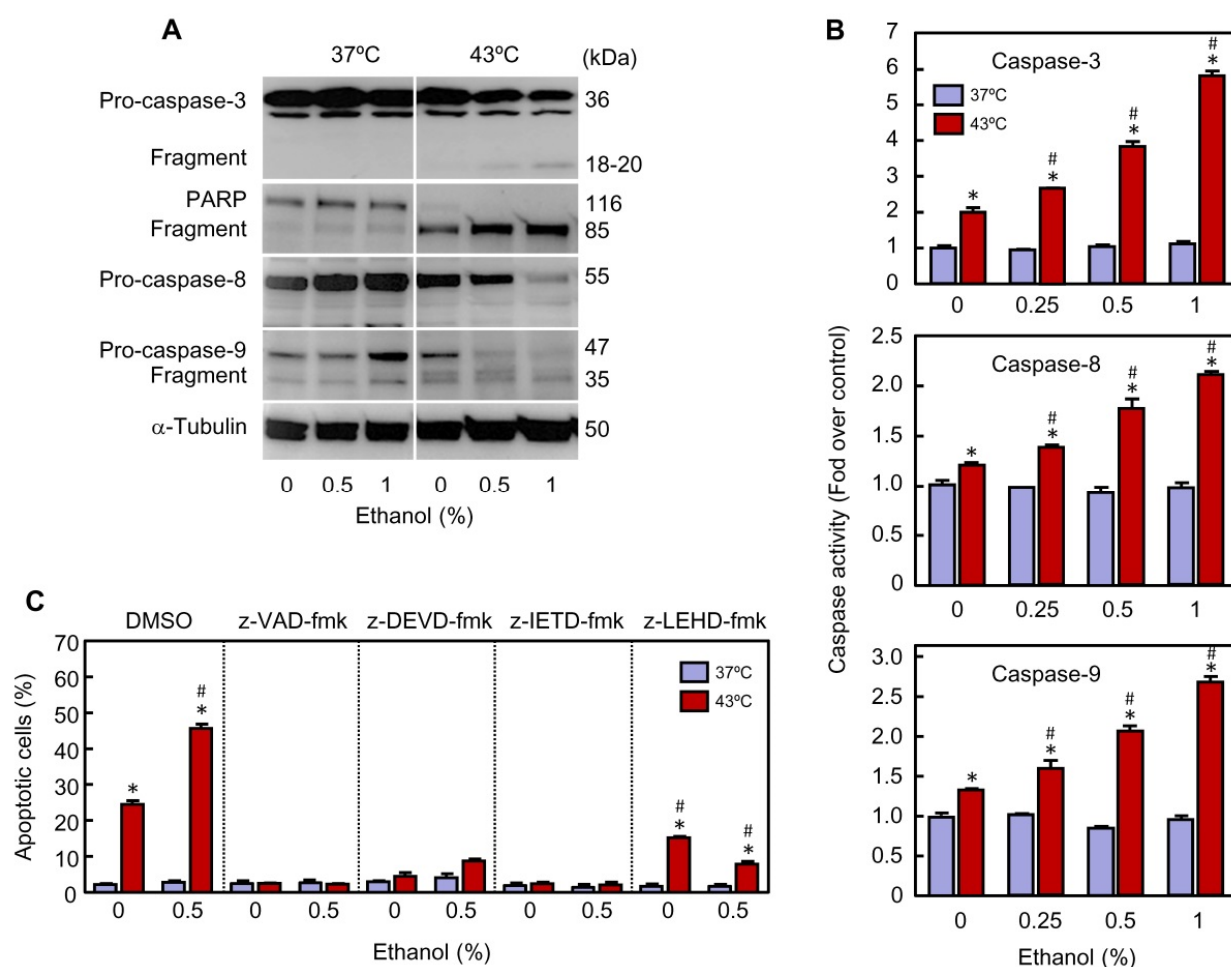 A
37ºC 43ºC (kDa)
Pro-caspase-3 36
Fragment 18-20
PARP 116
Fragment 85
Pro-caspase-8 55
Pro-caspase-9 47
Fragment 35
α-Tubulin 50
0 0.5 1 0 0.5 1
Ethanol (%)
B
Caspase activity (Fod over control)
7
6
5
4
3
2
1
0
Caspase-3
37ºC
43ºC
* # * # * # *
0 0.25 0.5 1
2.5
2.0
1.5
1.0
0.5
0
Caspase-8
* # * # * # *
0 0.25 0.5 1
3.0
2.5
2.0
1.5
1.0
0.5
0
Caspase-9
* # * # * # *
0 0.25 0.5 1
Ethanol (%)
C
DMSO z-VAD-fmk z-DEVD-fmk z-IETD-fmk z-LEHD-fmk
Apoptotic cells (%)
70
60
50
40
30
20
10
0
37ºC
43ºC
* # * # * # *
0 0.5 0 0.5 0 0.5 0 0.5 0 0.5
Ethanol (%)